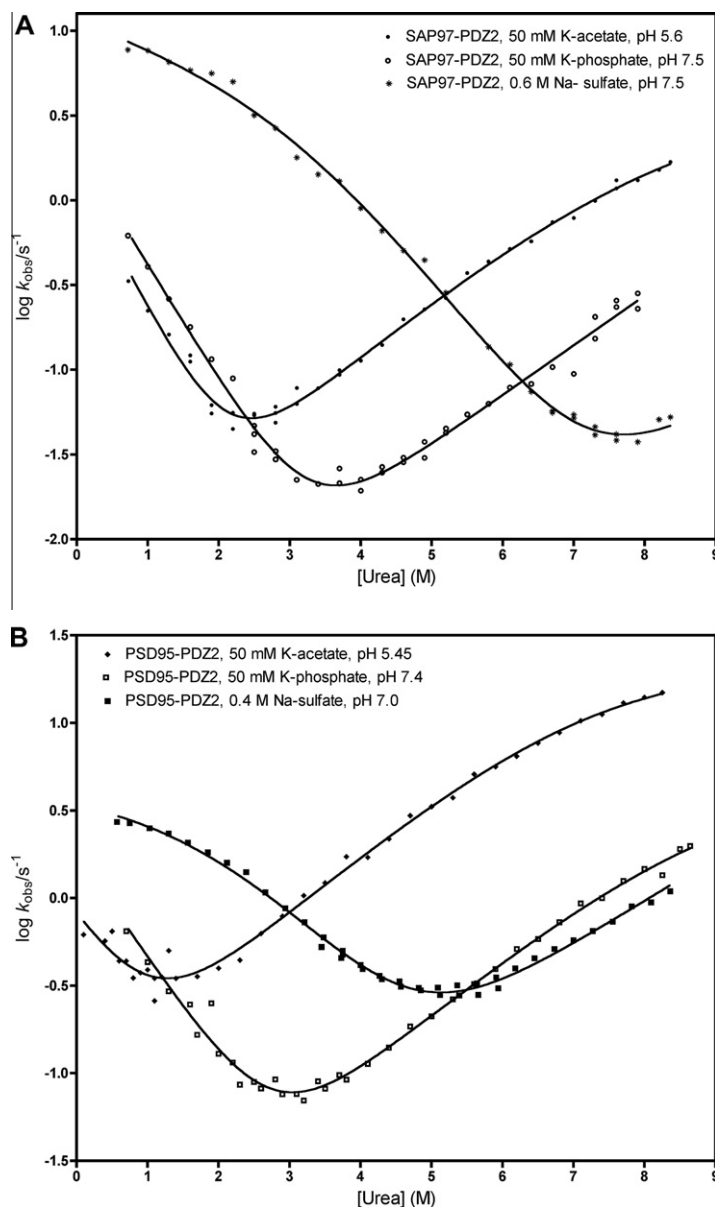 A
SAP97-PDZ2, 50 mM K-acetate, pH 5.6
SAP97-PDZ2, 50 mM K-phosphate, pH 7.5
SAP97-PDZ2, 0.6 M Na- sulfate, pH 7.5
1.0
0.5
0.0
-0.5
-1.0
-1.5
-2.0
log kobs/s⁻¹
0 1 2 3 4 5 6 7 8 9
[Urea] (M)
B
PSD95-PDZ2, 50 mM K-acetate, pH 5.45
PSD95-PDZ2, 50 mM K-phosphate, pH 7.4
PSD95-PDZ2, 0.4 M Na-sulfate, pH 7.0
1.5
1.0
0.5
0.0
-0.5
-1.0
-1.5
log kobs/s⁻¹
0 1 2 3 4 5 6 7 8 9
[Urea] (M)